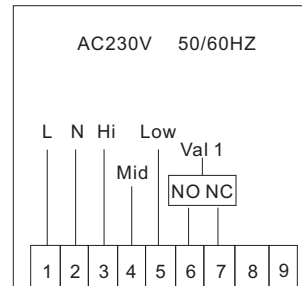 AC230V 50/60HZ
L N Hi Low
Val 1
Mid
NO NC
1 2 3 4 5 6 7 8 9